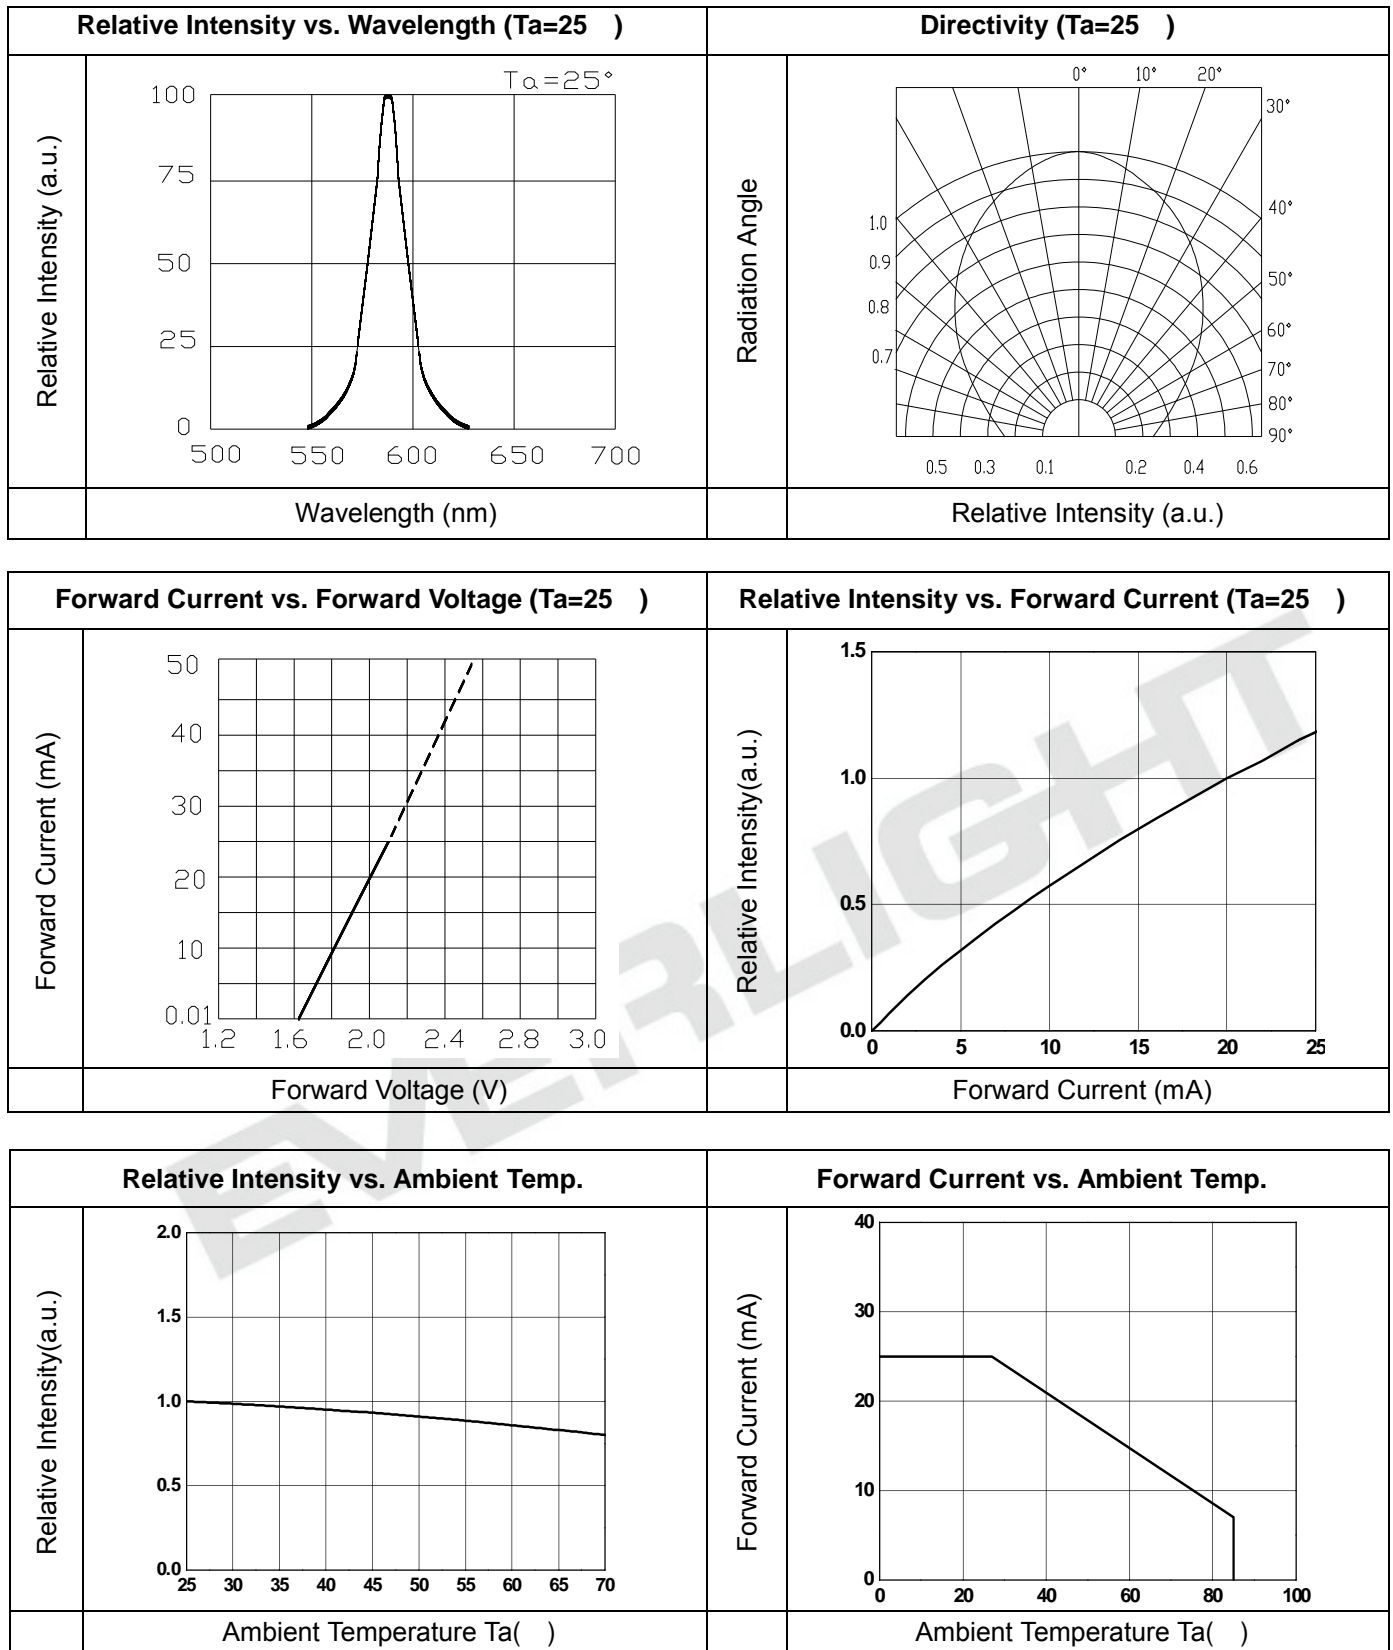 Relative Intensity vs. Wavelength (Ta=25 )
Directivity (Ta=25 )
Relative Intensity (a.u.)
Ta=25°
100
75
50
25
0
500 550 600 650 700
Wavelength (nm)
Radiation Angle
0° 10° 20°
30°
40°
50°
60°
70°
80°
90°
1.0
0.9
0.8
0.7
0.5 0.3 0.1 0.2 0.4 0.6
Relative Intensity (a.u.)
Forward Current vs. Forward Voltage (Ta=25 )
Relative Intensity vs. Forward Current (Ta=25 )
Forward Current (mA)
50
40
30
20
10
0.01
1.2 1.6 2.0 2.4 2.8 3.0
Forward Voltage (V)
Relative Intensity(a.u.)
1.5
1.0
0.5
0.0
0 5 10 15 20 25
Forward Current (mA)
EVERLIGHT
Relative Intensity vs. Ambient Temp.
Forward Current vs. Ambient Temp.
Relative Intensity(a.u.)
2.0
1.5
1.0
0.5
0.0
25 30 35 40 45 50 55 60 65 70
Ambient Temperature Ta( )
Forward Current (mA)
40
30
20
10
0
0 20 40 60 80 100
Ambient Temperature Ta( )